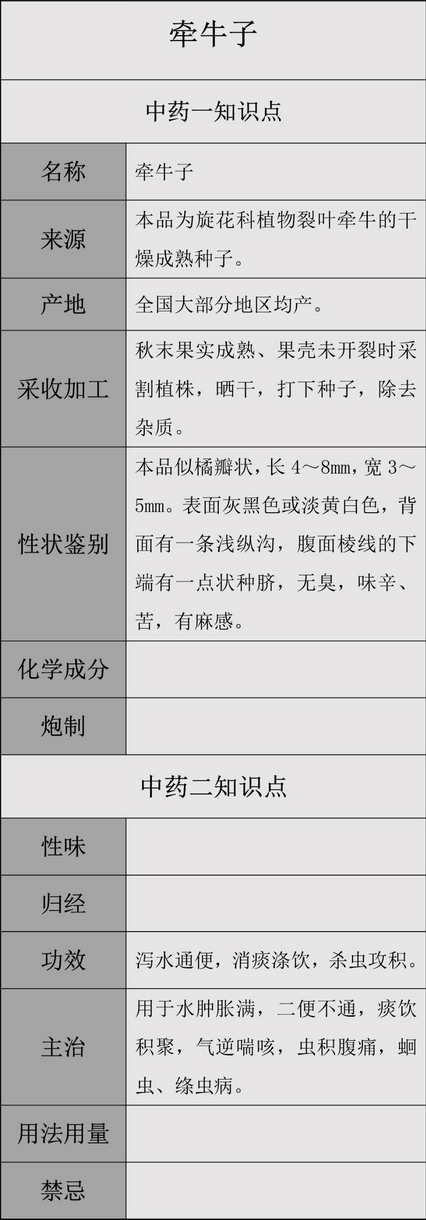 牵牛子
中药一知识点
名称
牵牛子
来源
本品为旋花科植物裂叶牵牛的干
燥成熟种子。
产地
全国大部分地区均产。
采收加工
秋末果实成熟、果壳未开裂时采
割植株，晒干，打下种子，除去
杂质。
性状鉴别
本品似橘瓣状，长 4～8mm，宽 3～
5mm。表面灰黑色或淡黄白色，背
面有一条浅纵沟，腹面棱线的下
端有一点状种脐，无臭，味辛、
苦，有麻感。
化学成分
炮制
中药二知识点
性味
归经
功效
泻水通便，消痰涤饮，杀虫攻积。
主治
用于水肿胀满，二便不通，痰饮
积聚，气逆喘咳，虫积腹痛，蛔
虫、绦虫病。
用法用量
禁忌